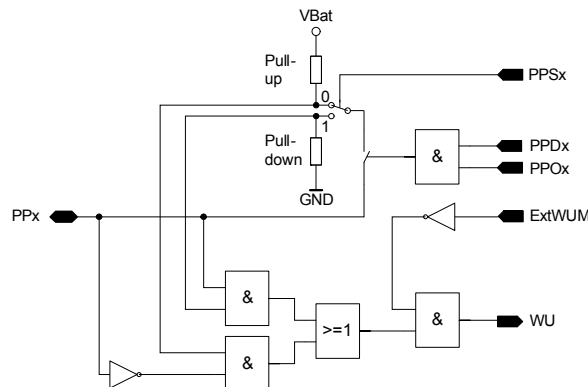 VBat
Pull-
up
PPSx
0
1
Pull-
down
&
PPDx
PPOx
GND
PPx
ExtWUM
&
>=1
&
WU
&